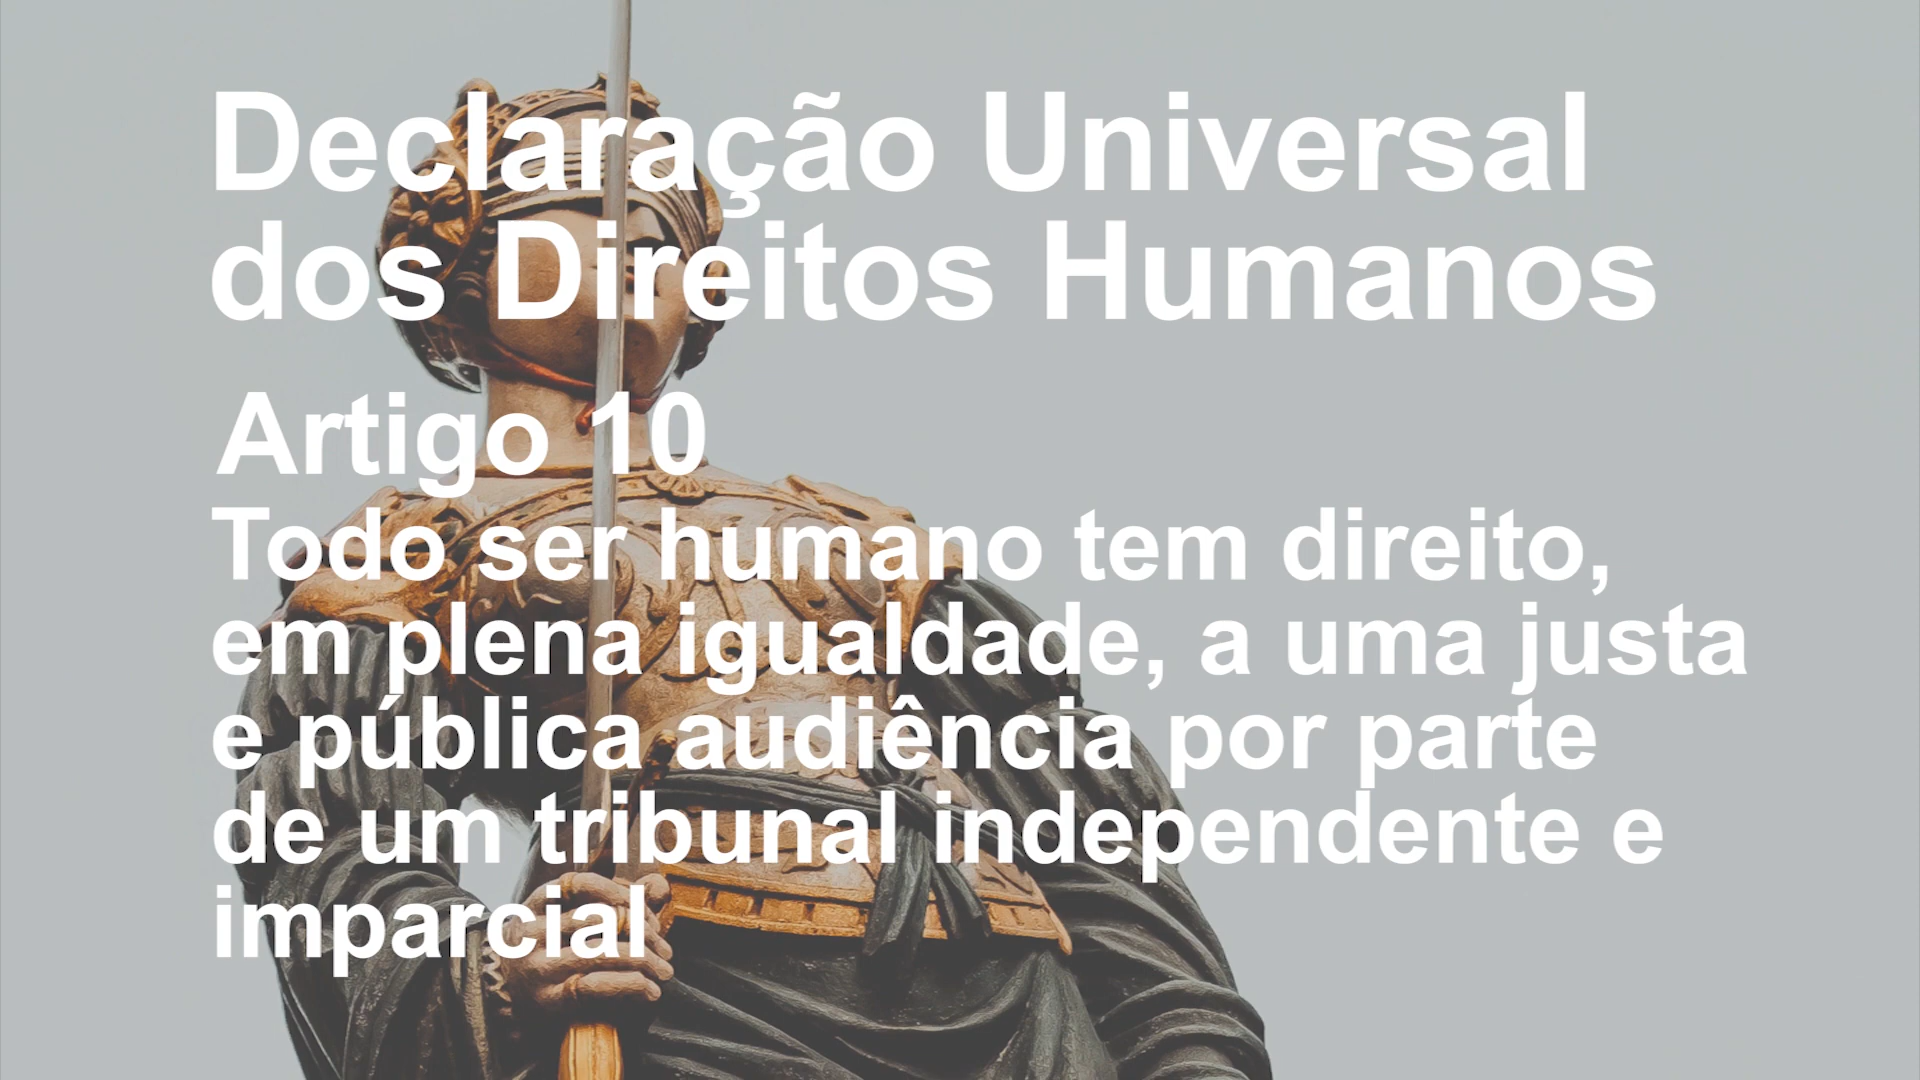 Declaração Universal
dos Direitos Humanos
Artigo 10
Todo ser humano tem direito,
em plena igualdade, a uma justa
e pública audiência por parte
de um tribunal independente e
imparcial